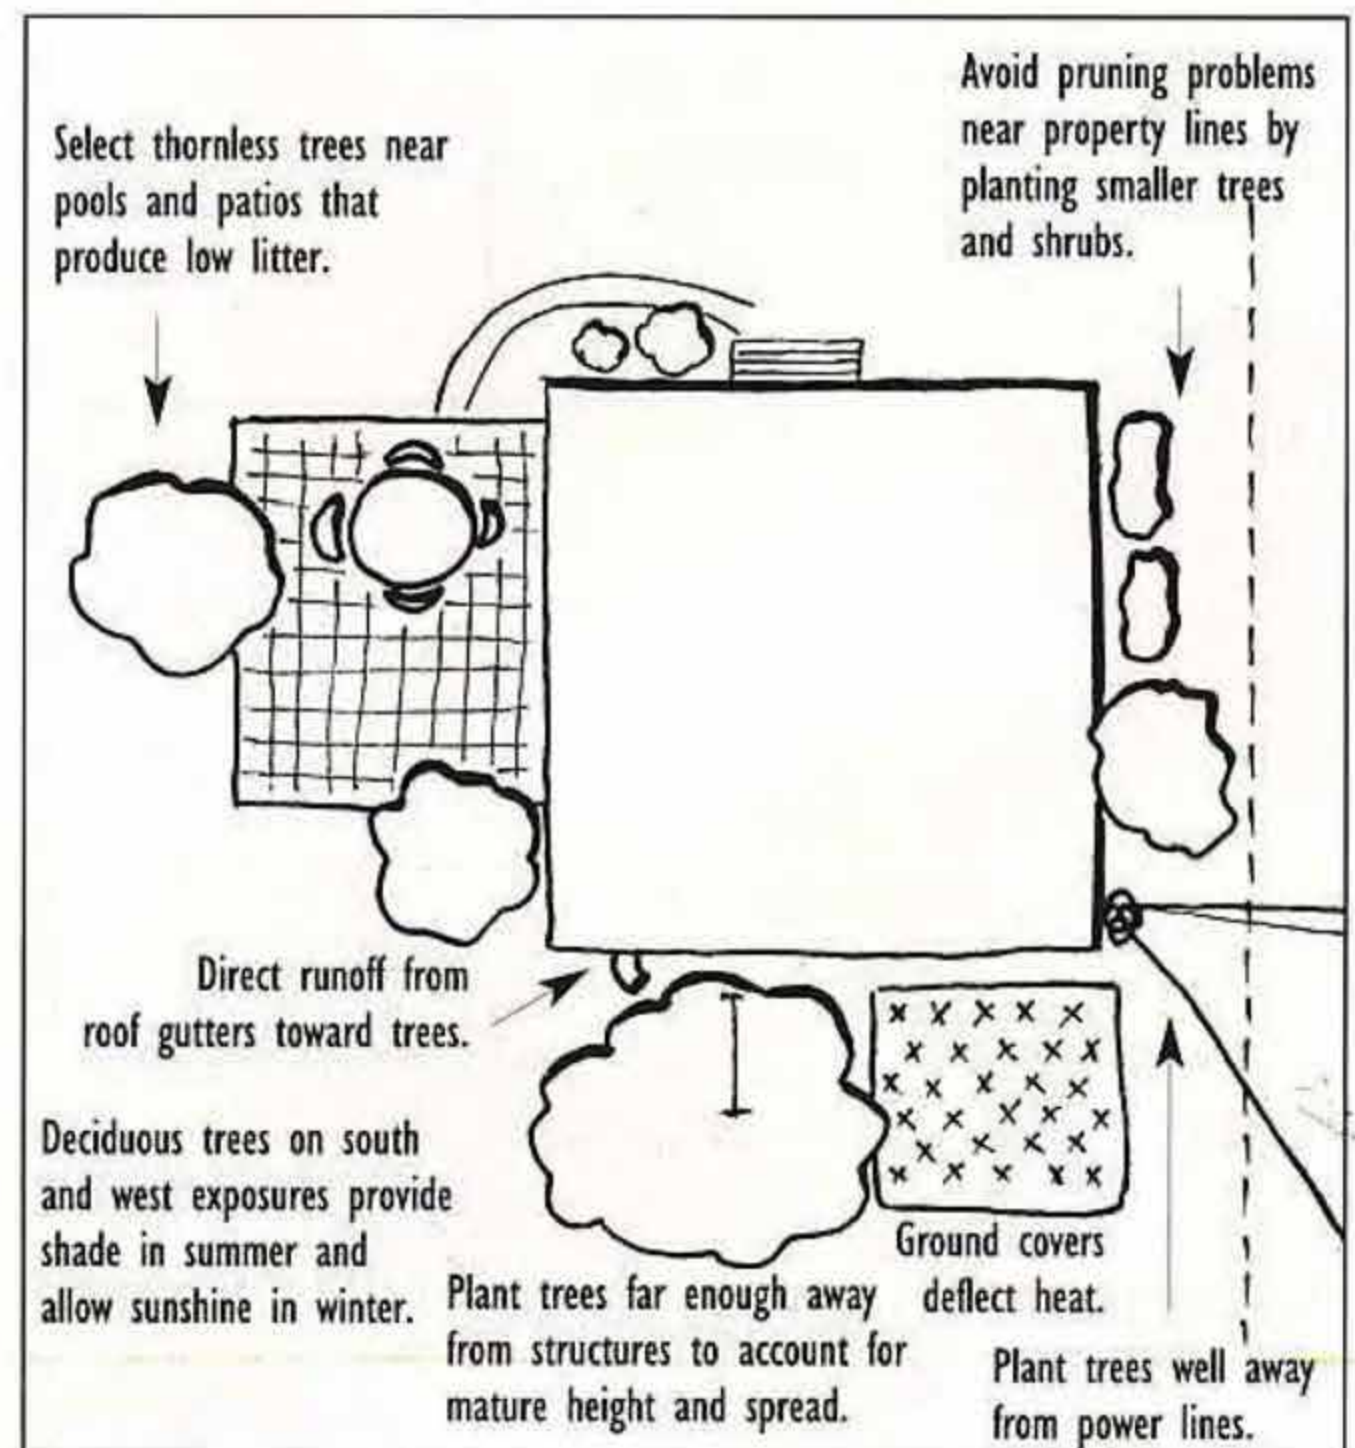 Select thornless trees near
pools and patios that
produce low litter.
Avoid pruning problems
near property lines by
planting smaller trees
and shrubs.
Direct runoff from
roof gutters toward trees.
Deciduous trees on south
and west exposures provide
shade in summer and
allow sunshine in winter.
Plant trees far enough away
from structures to account for
mature height and spread.
Ground covers
deflect heat.
Plant trees well away
from power lines.